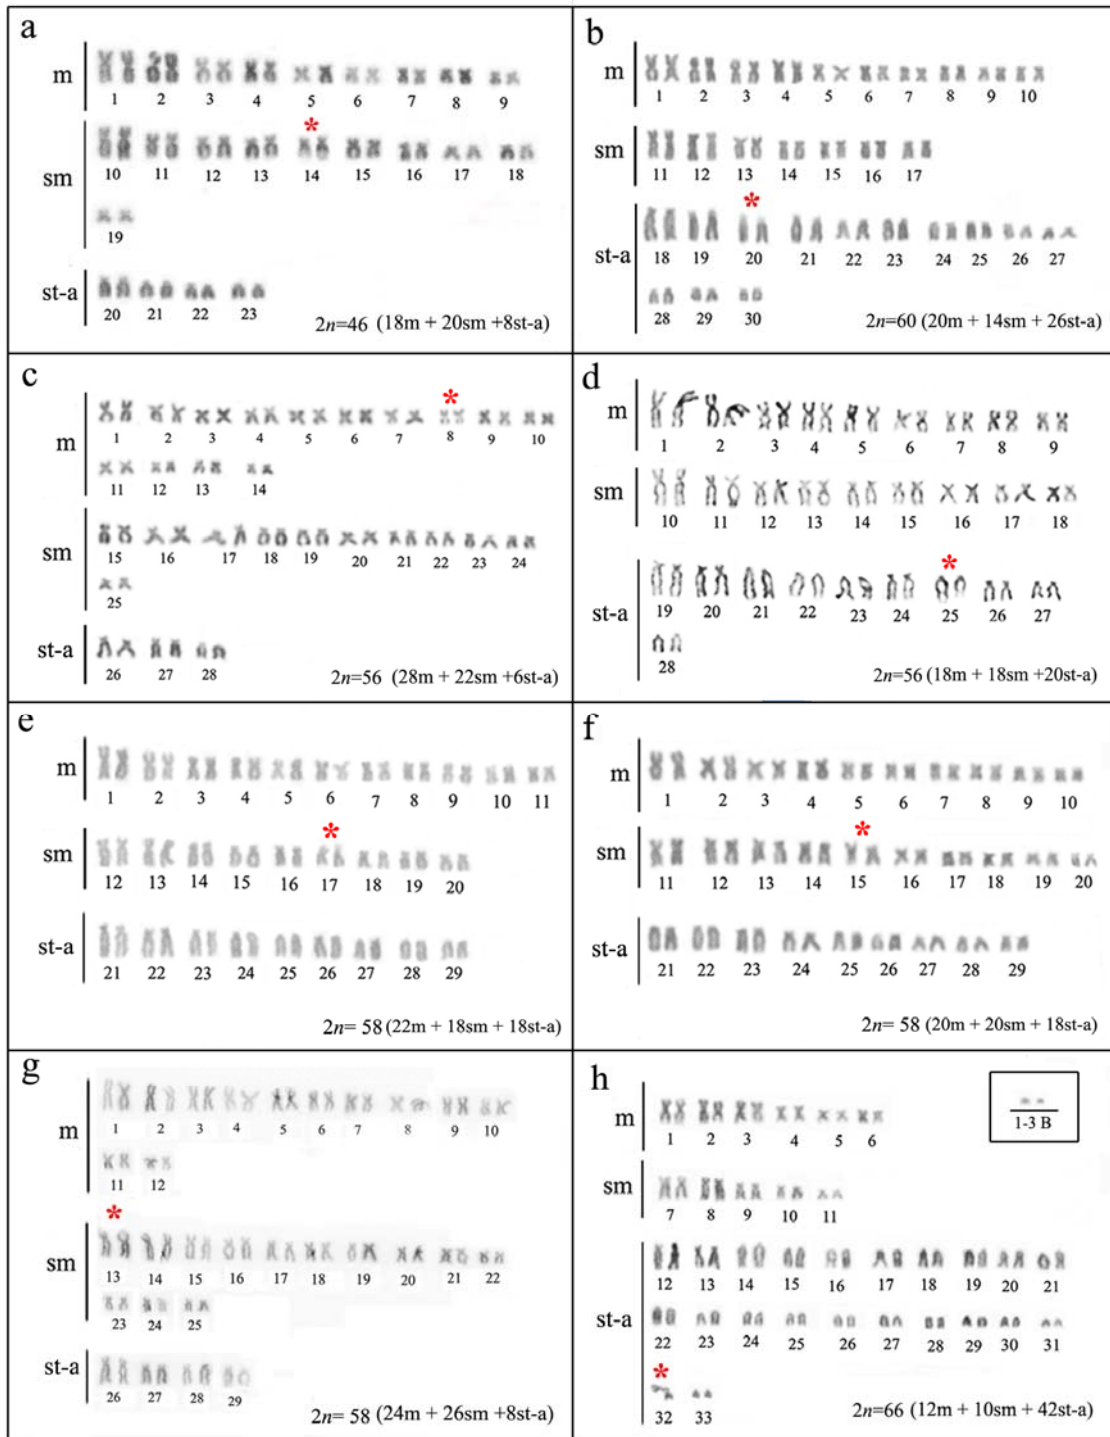 a
m
1 2 3 4 5 6 7 8 9
*
sm
10 11 12 13 14 15 16 17 18
19
st-a
20 21 22 23
2n=46 (18m + 20sm +8st-a)
b
m
1 2 3 4 5 6 7 8 9 10
sm
11 12 13 14 15 16 17
*
st-a
18 19 20 21 22 23 24 25 26 27
28 29 30
2n=60 (20m + 14sm + 26st-a)
c
*
m
1 2 3 4 5 6 7 8 9 10
11 12 13 14
sm
15 16 17 18 19 20 21 22 23 24
25
st-a
26 27 28
2n=56 (28m + 22sm +6st-a)
d
m
1 2 3 4 5 6 7 8 9
sm
10 11 12 13 14 15 16 17 18
*
st-a
19 20 21 22 23 24 25 26 27
28
2n=56 (18m + 18sm +20st-a)
e
m
1 2 3 4 5 6 7 8 9 10 11
*
sm
12 13 14 15 16 17 18 19 20
st-a
21 22 23 24 25 26 27 28 29
2n= 58 (22m + 18sm + 18st-a)
f
m
1 2 3 4 5 6 7 8 9 10
*
sm
11 12 13 14 15 16 17 18 19 20
st-a
21 22 23 24 25 26 27 28 29
2n= 58 (20m + 20sm + 18st-a)
g
m
1 2 3 4 5 6 7 8 9 10
11 12
*
sm
13 14 15 16 17 18 19 20 21 22
23 24 25
st-a
26 27 28 29
2n= 58 (24m + 26sm +8st-a)
h
m
1 2 3 4 5 6
1-3 B
sm
7 8 9 10 11
12 13 14 15 16 17 18 19 20 21
st-a
22 23 24 25 26 27 28 29 30 31
*
32 33
2n=66 (12m + 10sm + 42st-a)